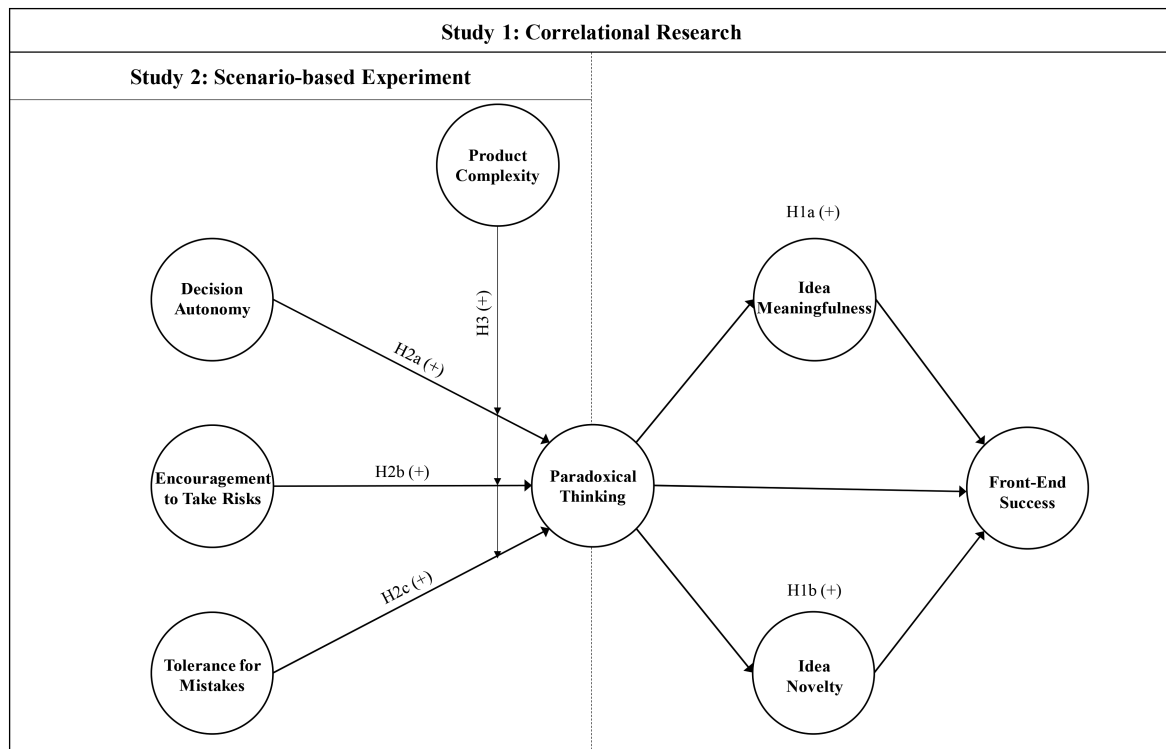 Study 1: Correlational Research
Study 2: Scenario-based Experiment
Product
Complexity
H1a (+)
Decision
Autonomy
H3 (+)
Idea
Meaningfulness
H2a (+)
Encouragement
to Take Risks
H2b (+)
Paradoxical
Thinking
Front-End
Success
H2c (+)
H1b (+)
Tolerance for
Mistakes
Idea
Novelty